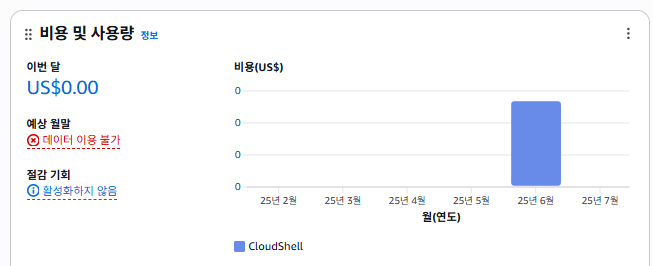 비용 및 사용량 정보
이번 달
US$0.00
예상 월말
데이터 이용 불가
절감 기회
활성화하지 않음
비용(US$)
0
0
0
0
25년 2월 25년 3월 25년 4월 25년 5월 25년 6월 25년 7월
월(연도)
CloudShell